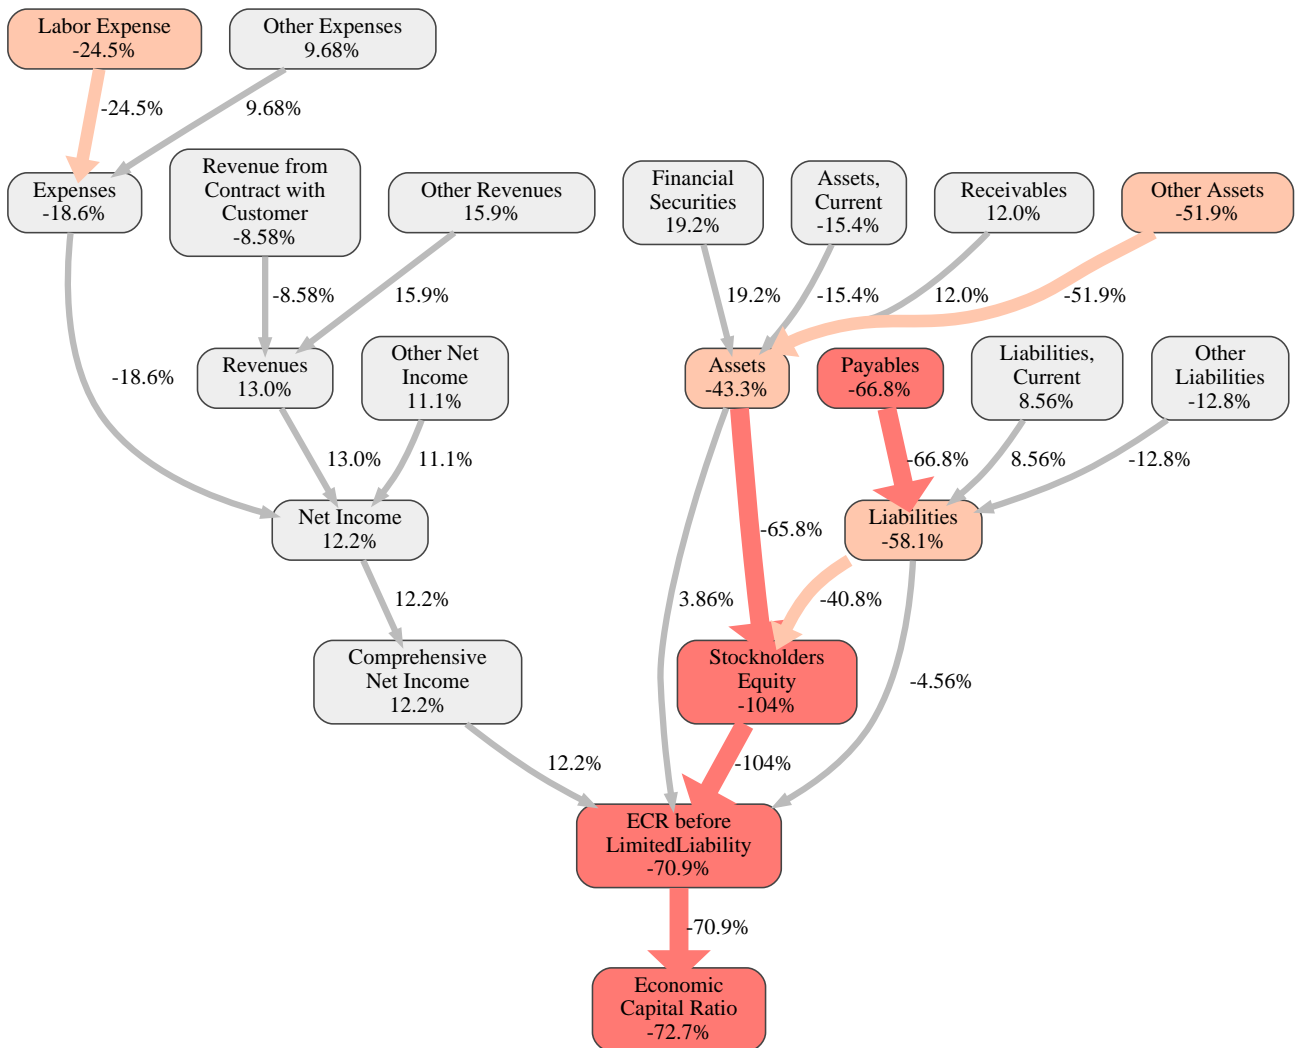 Labor Expense
-24.5%
Other Expenses
9.68%
-24.5%
9.68%
Expenses
-18.6%
Revenue from
Contract with
Customer
-8.58%
Other Revenues
15.9%
Financial
Securities
19.2%
Assets,
Current
-15.4%
Receivables
12.0%
Other Assets
-51.9%
-8.58%
15.9%
19.2%
-15.4%
12.0%
-51.9%
-18.6%
Revenues
13.0%
Other Net
Income
11.1%
Assets
-43.3%
Payables
-66.8%
Liabilities,
Current
8.56%
Other
Liabilities
-12.8%
13.0%
11.1%
-66.8%
8.56%
-12.8%
Net Income
12.2%
-65.8%
Liabilities
-58.1%
12.2%
3.86%
-40.8%
Comprehensive
Net Income
12.2%
Stockholders
Equity
-104%
-4.56%
12.2%
-104%
ECR before
LimitedLiability
-70.9%
-70.9%
Economic
Capital Ratio
-72.7%